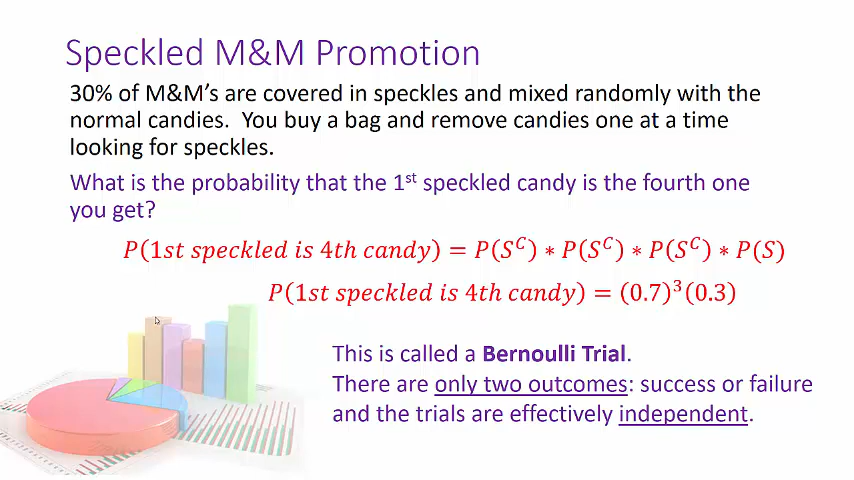 Speckled M&M Promotion
30% of M&M's are covered in speckles and mixed randomly with the
normal candies. You buy a bag and remove candies one at a time
looking for speckles.
What is the probability that the 1st speckled candy is the fourth one
you get?
P(1st speckled is 4th candy) = P(S^C) * P(S^C) * P(S^C) * P(S)
P(1st speckled is 4th candy) = (0.7)^3(0.3)
This is called a Bernoulli Trial.
There are only two outcomes: success or failure
and the trials are effectively independent.